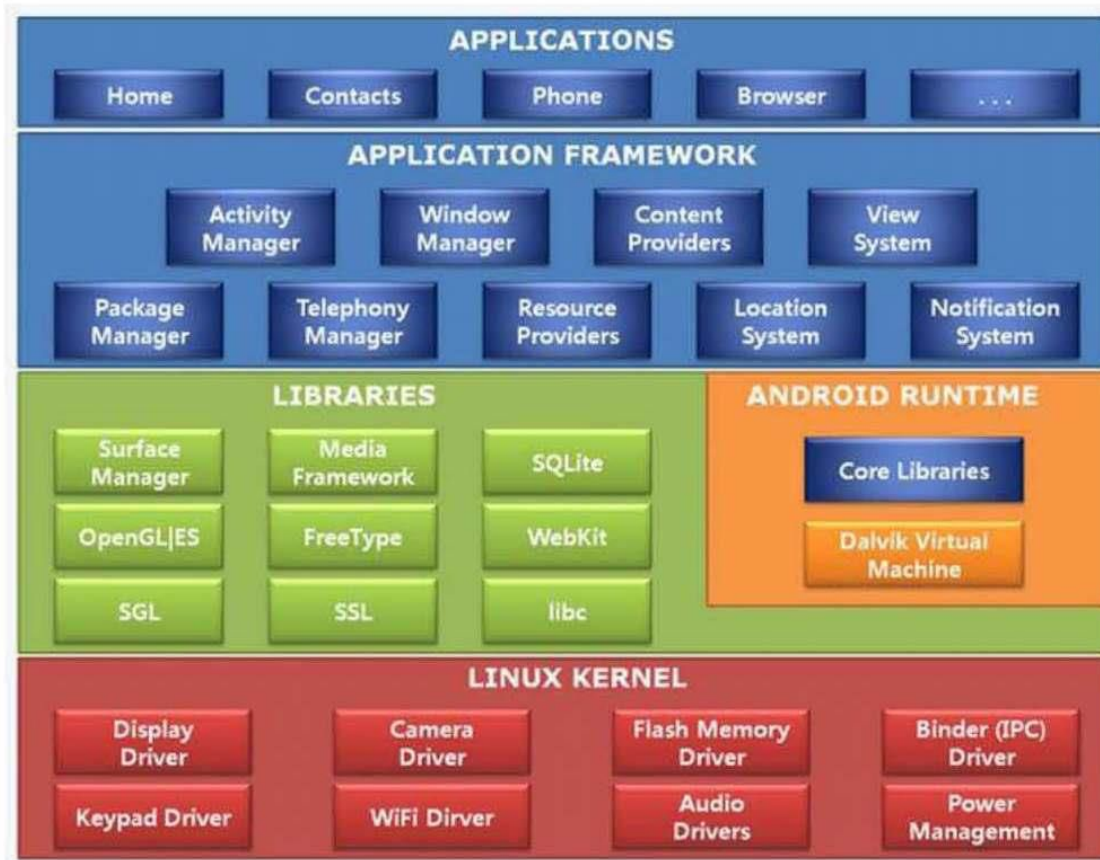 APPLICATIONS
Home
Contacts
Phone
Browser
. . .
APPLICATION FRAMEWORK
Activity
Manager
Window
Manager
Content
Providers
View
System
Package
Manager
Telephony
Manager
Resource
Providers
Location
System
Notification
System
LIBRARIES
Surface
Manager
Media
Framework
SQLite
OpenGL|ES
FreeType
WebKit
SGL
SSL
libc
ANDROID RUNTIME
Core Libraries
Dalvik Virtual
Machine
LINUX KERNEL
Display
Driver
Camera
Driver
Flash Memory
Driver
Binder (IPC)
Driver
Keypad Driver
WiFi Dirver
Audio
Drivers
Power
Management